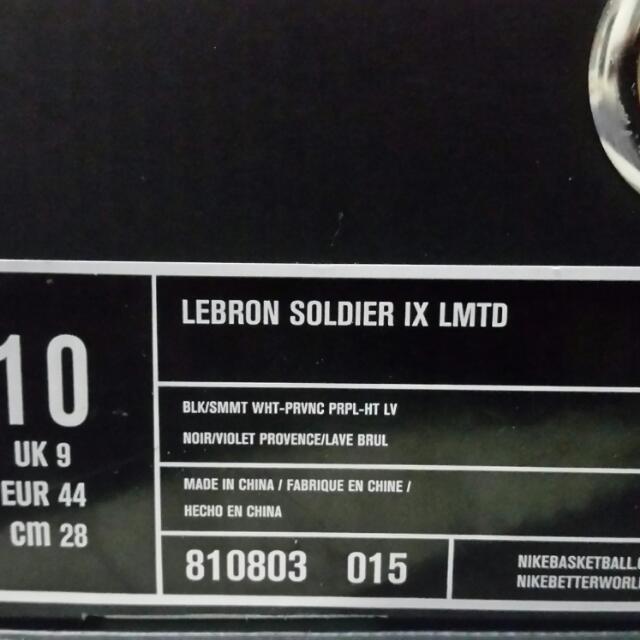 10
UK 9
EUR 44
cm 28
LEBRON SOLDIER IX LMTD
BLK/SMMT WHT-PRVNC PRPL-HT LV
NOIR/VIOLET PROVENCE/LAVE BRUL
MADE IN CHINA / FABRIQUE EN CHINE /
HECHO EN CHINA
810803 015
NIKEBASKETBALL.
NIKEBETTERWORL